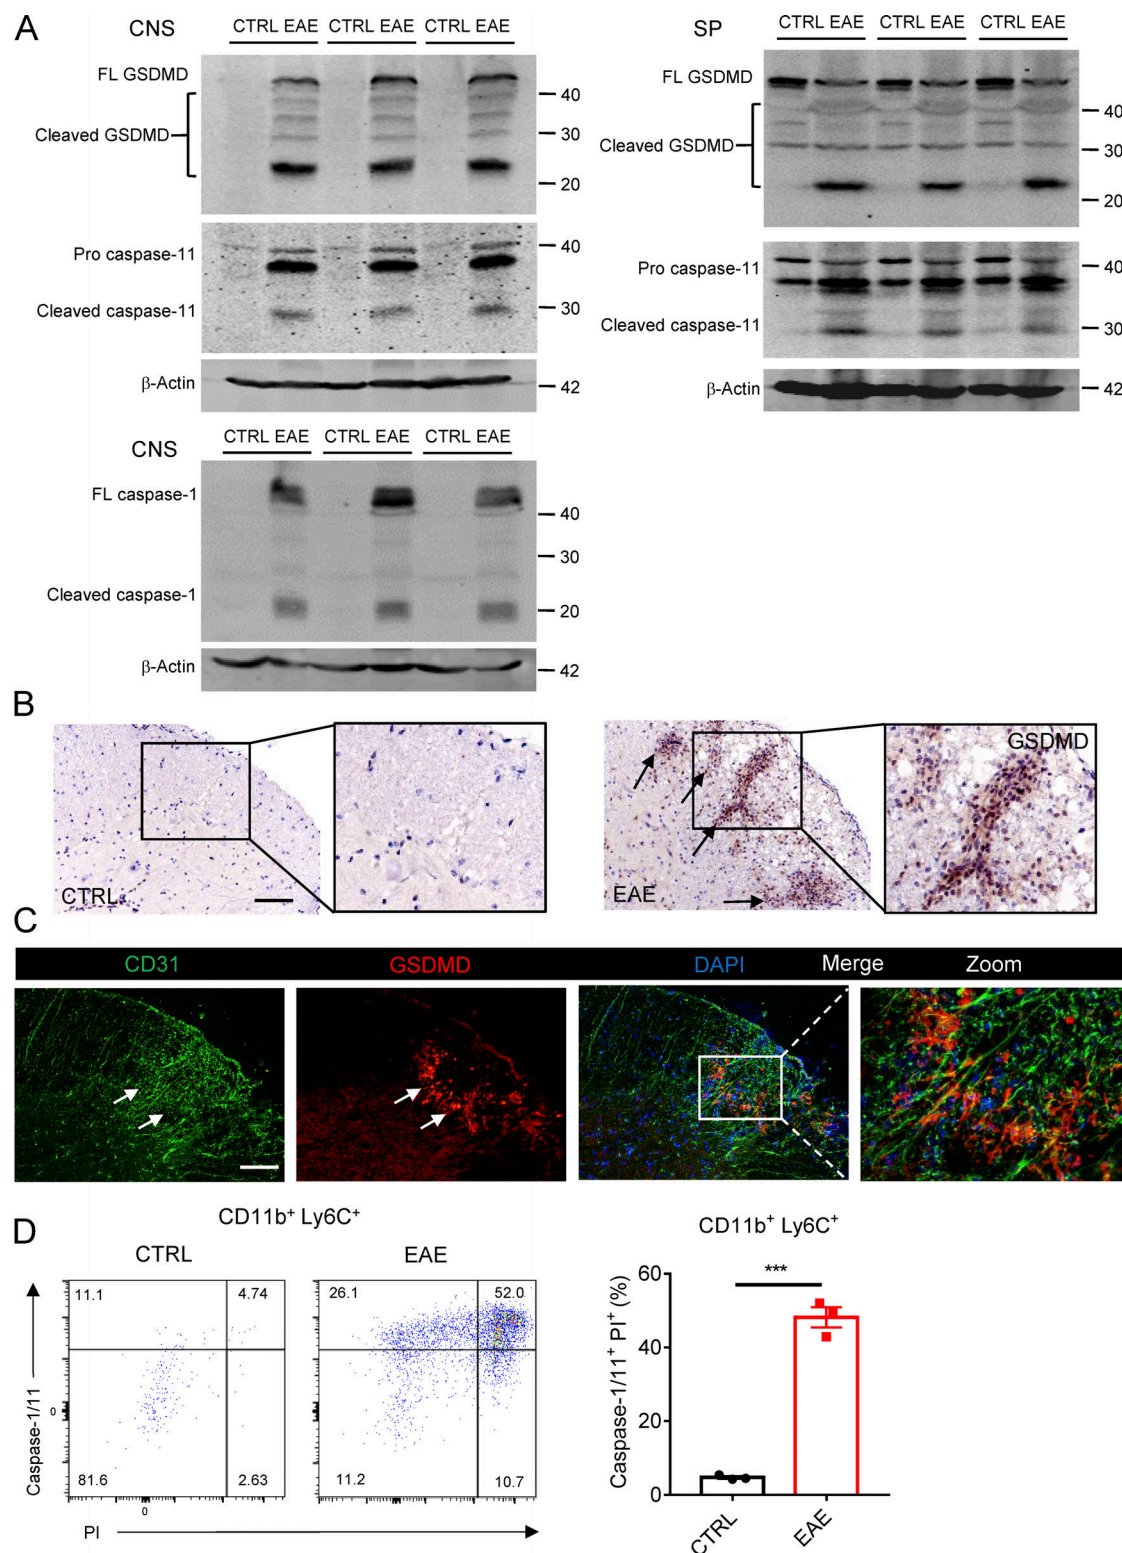 A
CNS
CTRL EAE CTRL EAE CTRL EAE
FL GSDMD
Cleaved GSDMD
40
30
20
Pro caspase-11
Cleaved caspase-11
40
30
β-Actin
42
SP
CTRL EAE CTRL EAE CTRL EAE
FL GSDMD
Cleaved GSDMD
40
30
20
Pro caspase-11
Cleaved caspase-11
40
30
β-Actin
42
CNS
CTRL EAE CTRL EAE CTRL EAE
FL caspase-1
Cleaved caspase-1
40
30
20
β-Actin
42
B
CTRL
EAE
GSDMD
C
CD31 GSDMD DAPI Merge Zoom
D
CD11b⁺ Ly6C⁺
CTRL EAE
11.1 4.74
81.6 2.63
26.1 52.0
11.2 10.7
Caspase-1/11
0
0
PI
CD11b⁺ Ly6C⁺
***
Caspase-1/11⁺ PI⁺ (%)
60
40
20
0
CTRL
EAE